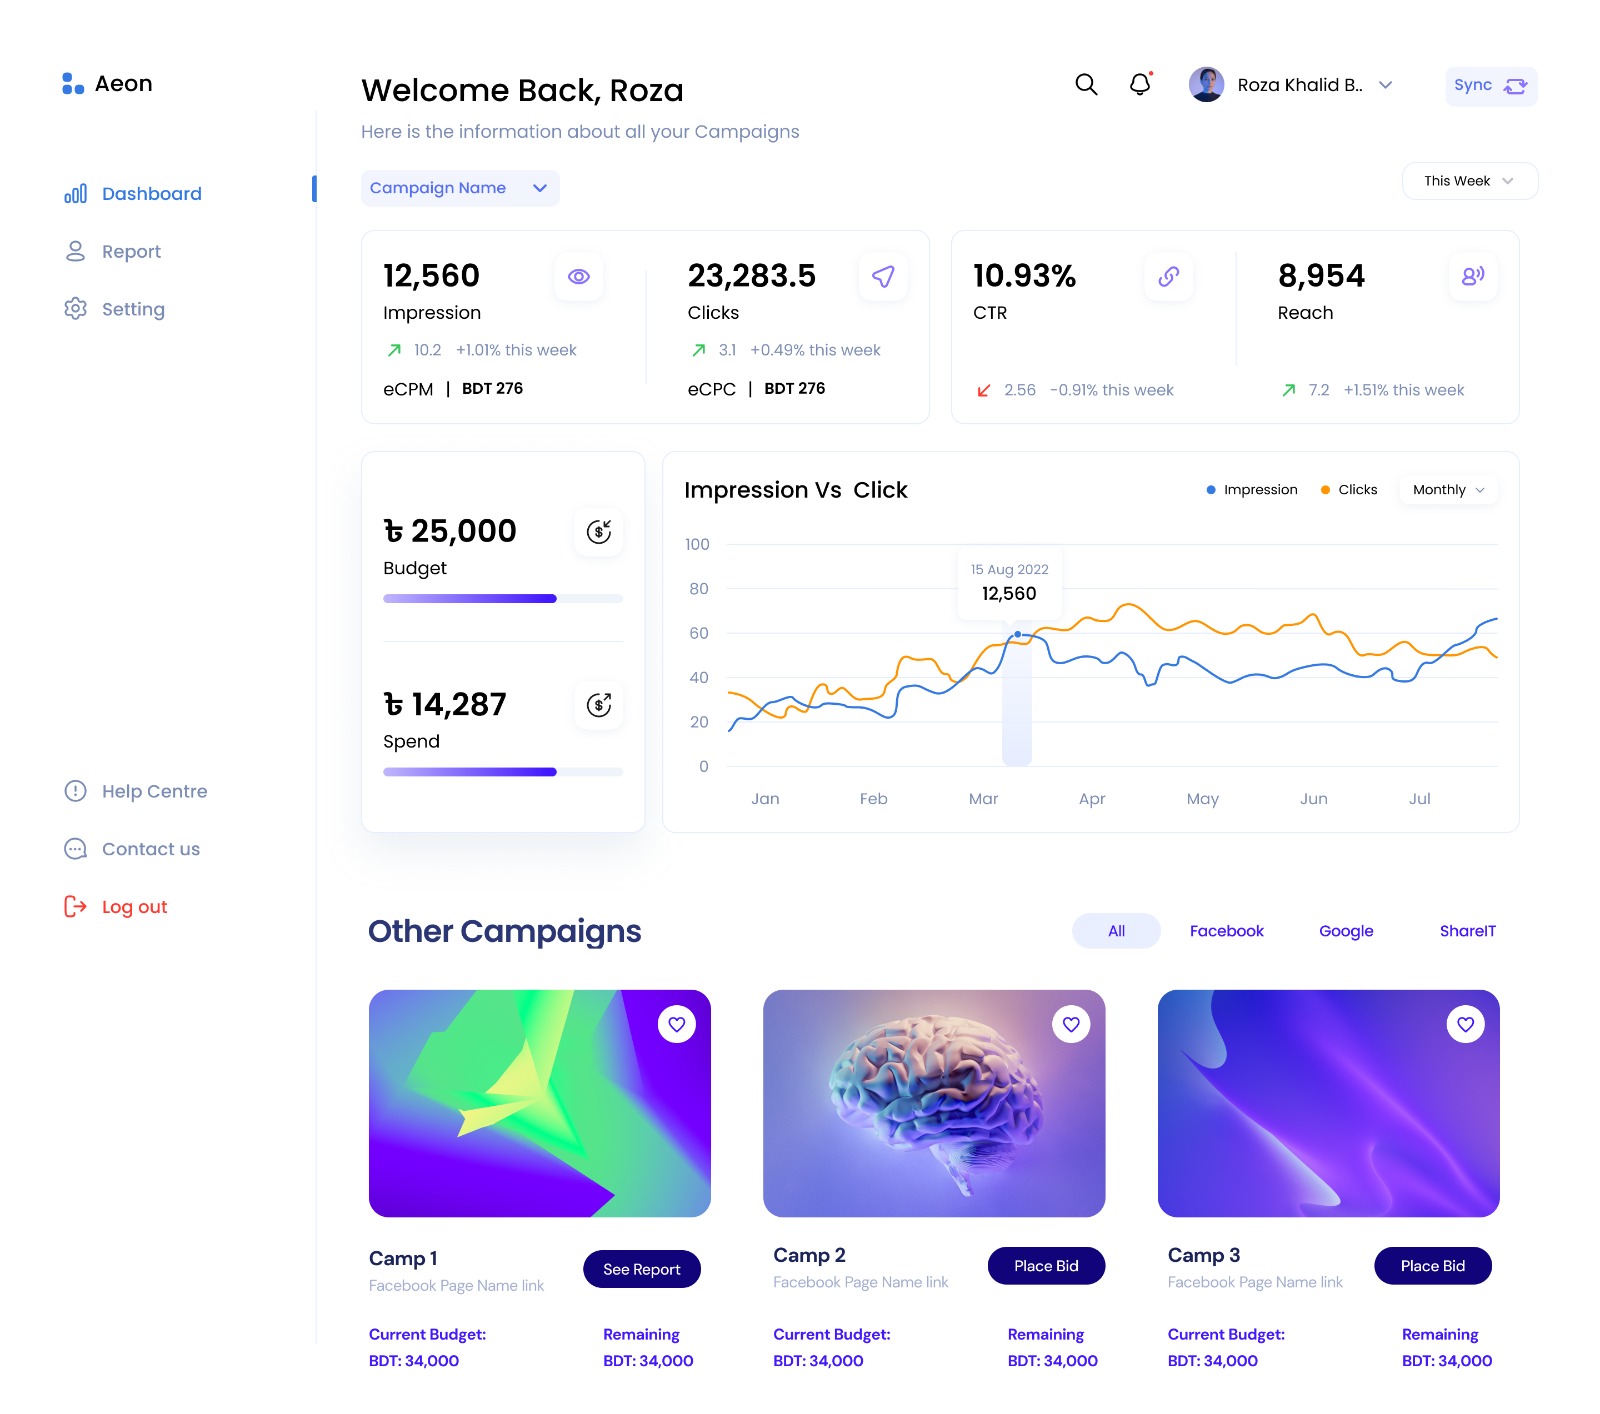 Aeon
Welcome Back, Roza
Here is the information about all your Campaigns
Roza Khalid B..
Sync
Dashboard
Report
Setting
Help Centre
Contact us
Log out
Campaign Name
This Week
12,560
Impression
10.2 +1.01% this week
eCPM | BDT 276
23,283.5
Clicks
3.1 +0.49% this week
eCPC | BDT 276
10.93%
CTR
2.56 -0.91% this week
8,954
Reach
7.2 +1.51% this week
৳ 25,000
Budget
৳ 14,287
Spend
Impression Vs Click
Impression
Clicks
Monthly
100
80
60
40
20
0
15 Aug 2022
12,560
Jan Feb Mar Apr May Jun Jul
Other Campaigns
All
Facebook
Google
ShareIT
Camp 1
Facebook Page Name link
See Report
Current Budget:
BDT: 34,000
Remaining
BDT: 34,000
Camp 2
Facebook Page Name link
Place Bid
Current Budget:
BDT: 34,000
Remaining
BDT: 34,000
Camp 3
Facebook Page Name link
Place Bid
Current Budget:
BDT: 34,000
Remaining
BDT: 34,000